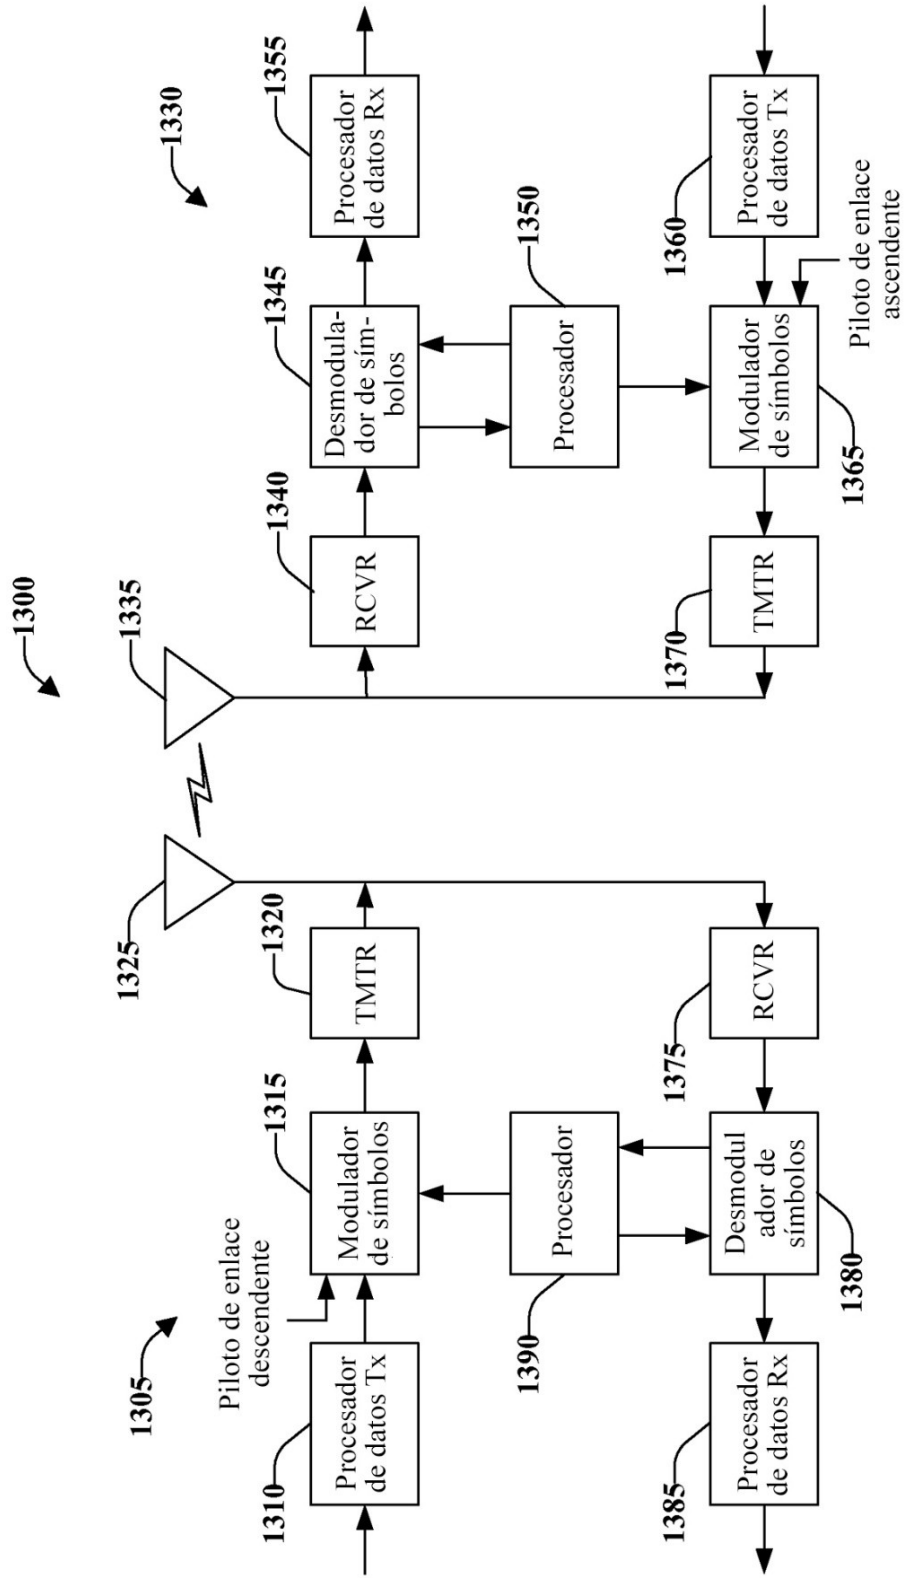 1300
1305
1330
1310
Procesador
de datos Tx
Piloto de enlace
descendente
1315
Modulador
de símbolos
1320
TMTR
1325
1335
1340
RCVR
1345
Desmodula-
dor de sím-
bolos
1355
Procesador
de datos Rx
1390
Procesador
1350
Procesador
1385
Procesador
de datos Rx
1380
Desmodul
ador de
símbolos
1375
RCVR
1370
TMTR
1365
Modulador
de símbolos
1360
Procesador
de datos Tx
Piloto de enlace
ascendente